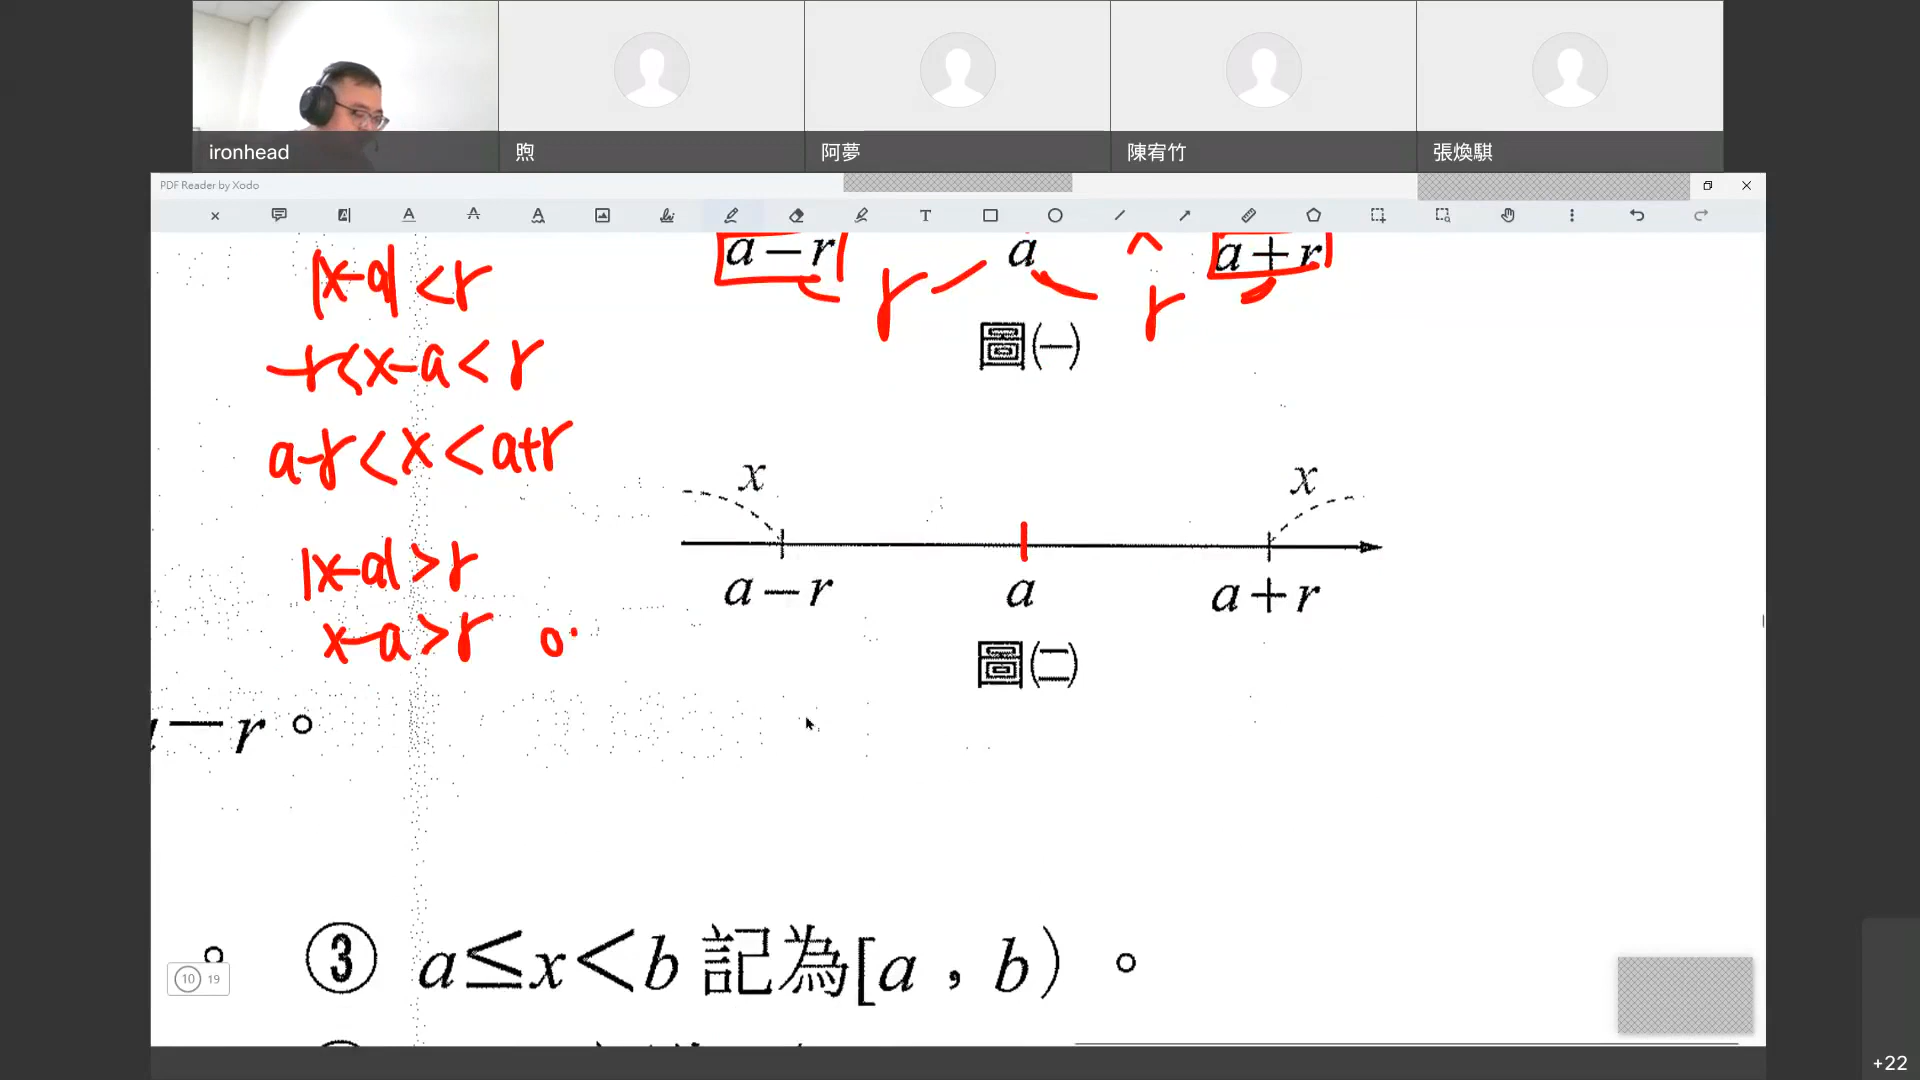 ironhead
煦
阿夢
陳宥竹
張煥騏
PDF Reader by Xodo
|x-a|<r
a-r a a+r
r r
圖(一)
-r<x-a<r
a-r<x<a+r
x x
|x-a|>r
a-r a a+r
x-a>r o
圖(二)
-r。
。 ③ a≤x<b 記為[a,b)。
10 19
+22